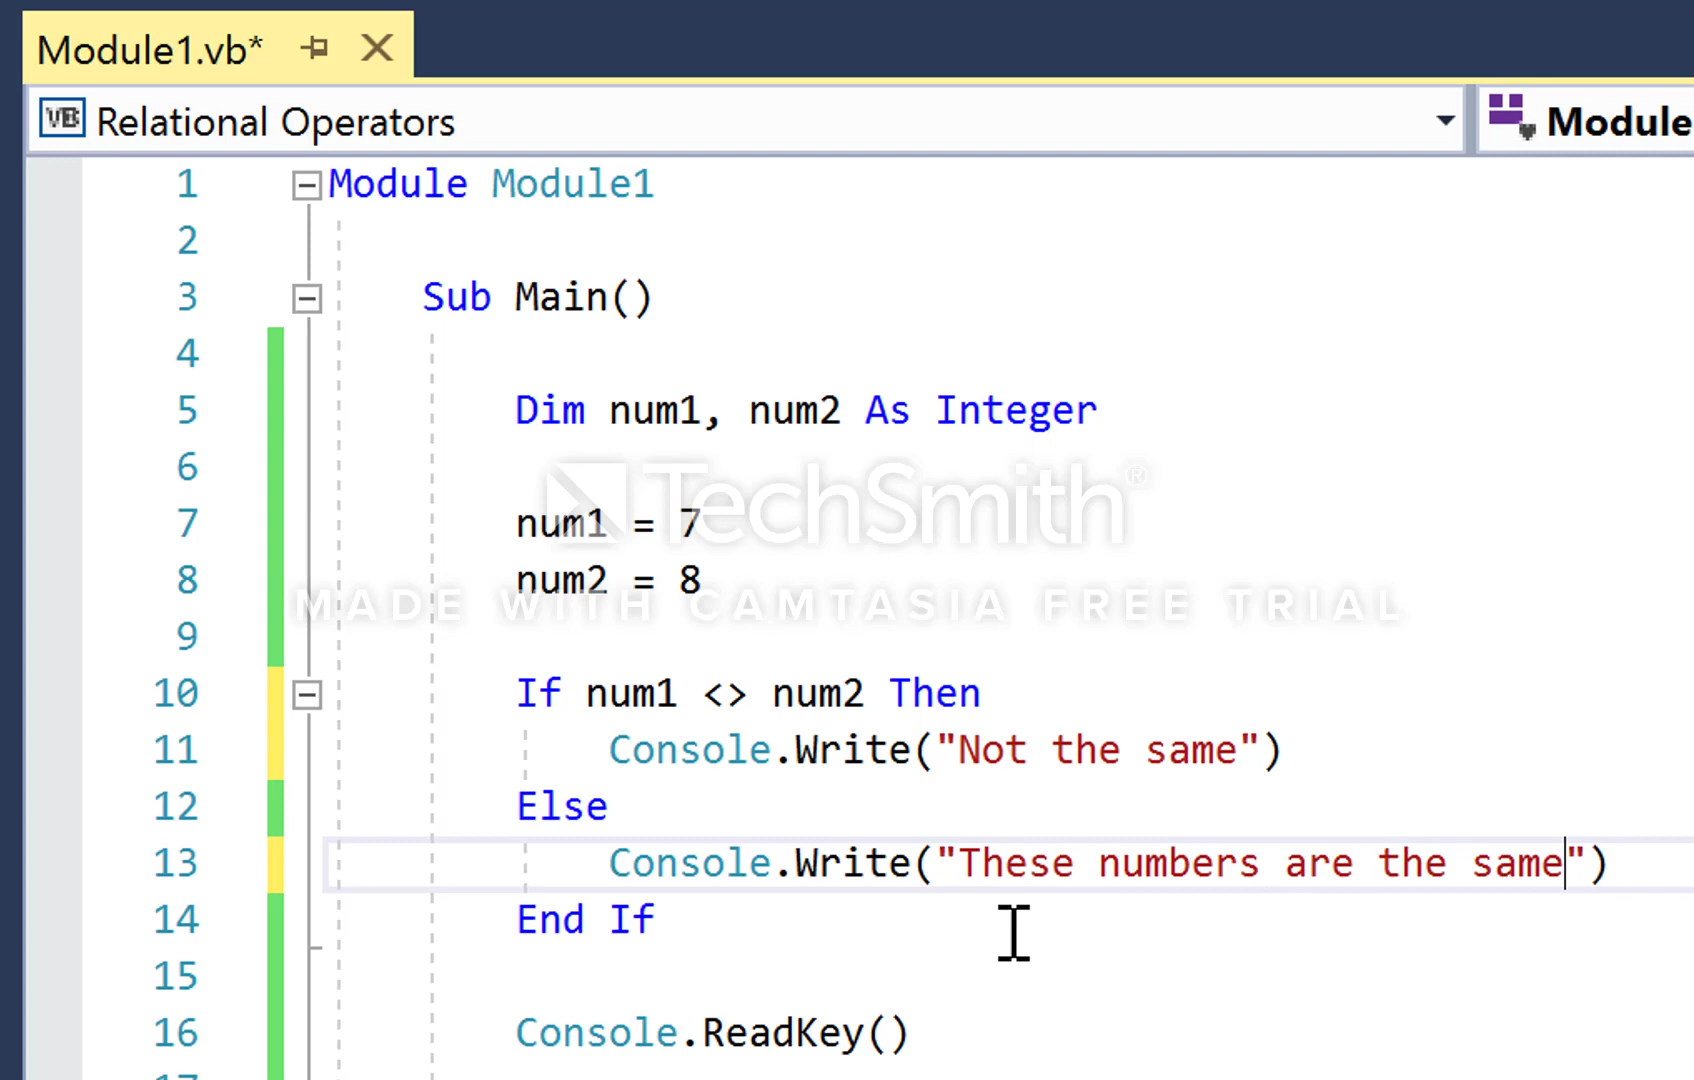 Module1.vb*
VB Relational Operators
Module
1 Module Module1
2
3 Sub Main()
4
5 Dim num1, num2 As Integer
6
TechSmith®
7 num1 = 7
8 num2 = 8
MADE WITH CAMTASIA FREE TRIAL
9
10 If num1 <> num2 Then
11 Console.Write("Not the same")
12 Else
13 Console.Write("These numbers are the same")
14 End If
15
16 Console.ReadKey()
17